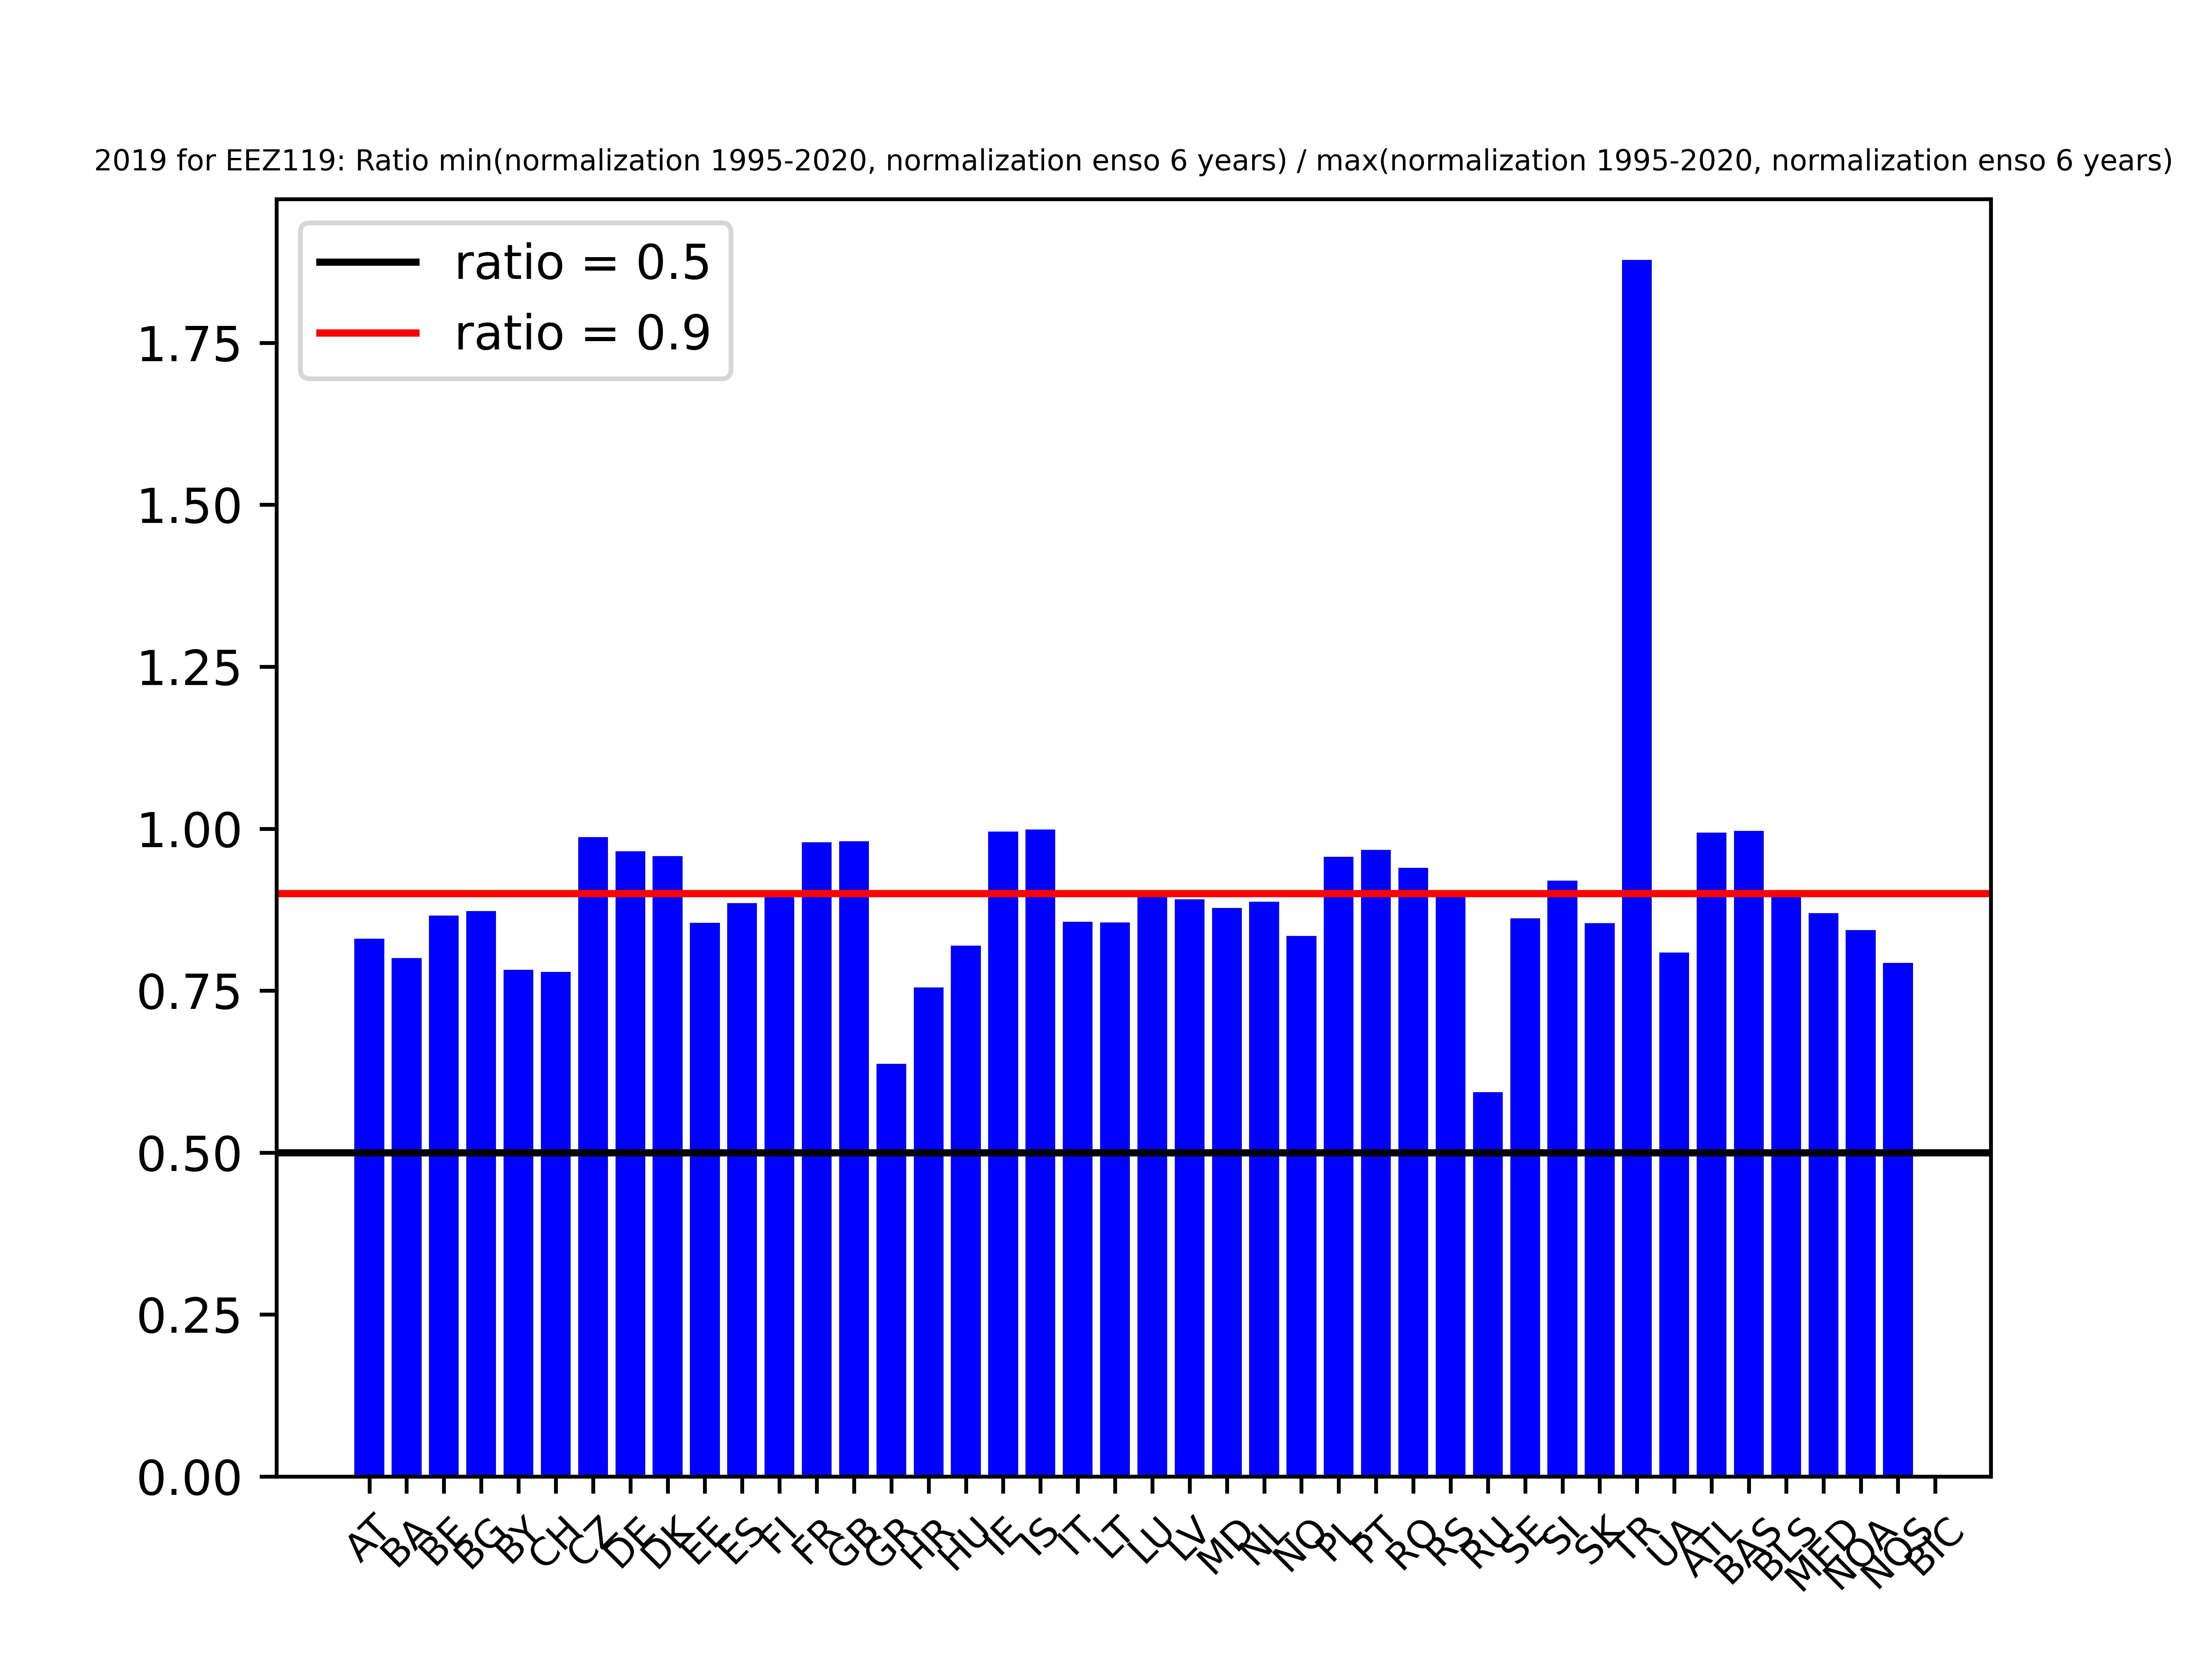 2019 for EEZ119: Ratio min(normalization 1995-2020, normalization enso 6 years) / max(normalization 1995-2020, normalization enso 6 years)
ratio = 0.5
ratio = 0.9
1.75
1.50
1.25
1.00
0.75
0.50
0.25
0.00
AT BA BE BG BY CH CZ DE DK EE ES FI FR GB GR HR HU IE IS IT LT LU LV MD NL NO PL PT RO RS RU SE SI SK TR UA ATL BAS BLS MED NOA NOS BIC